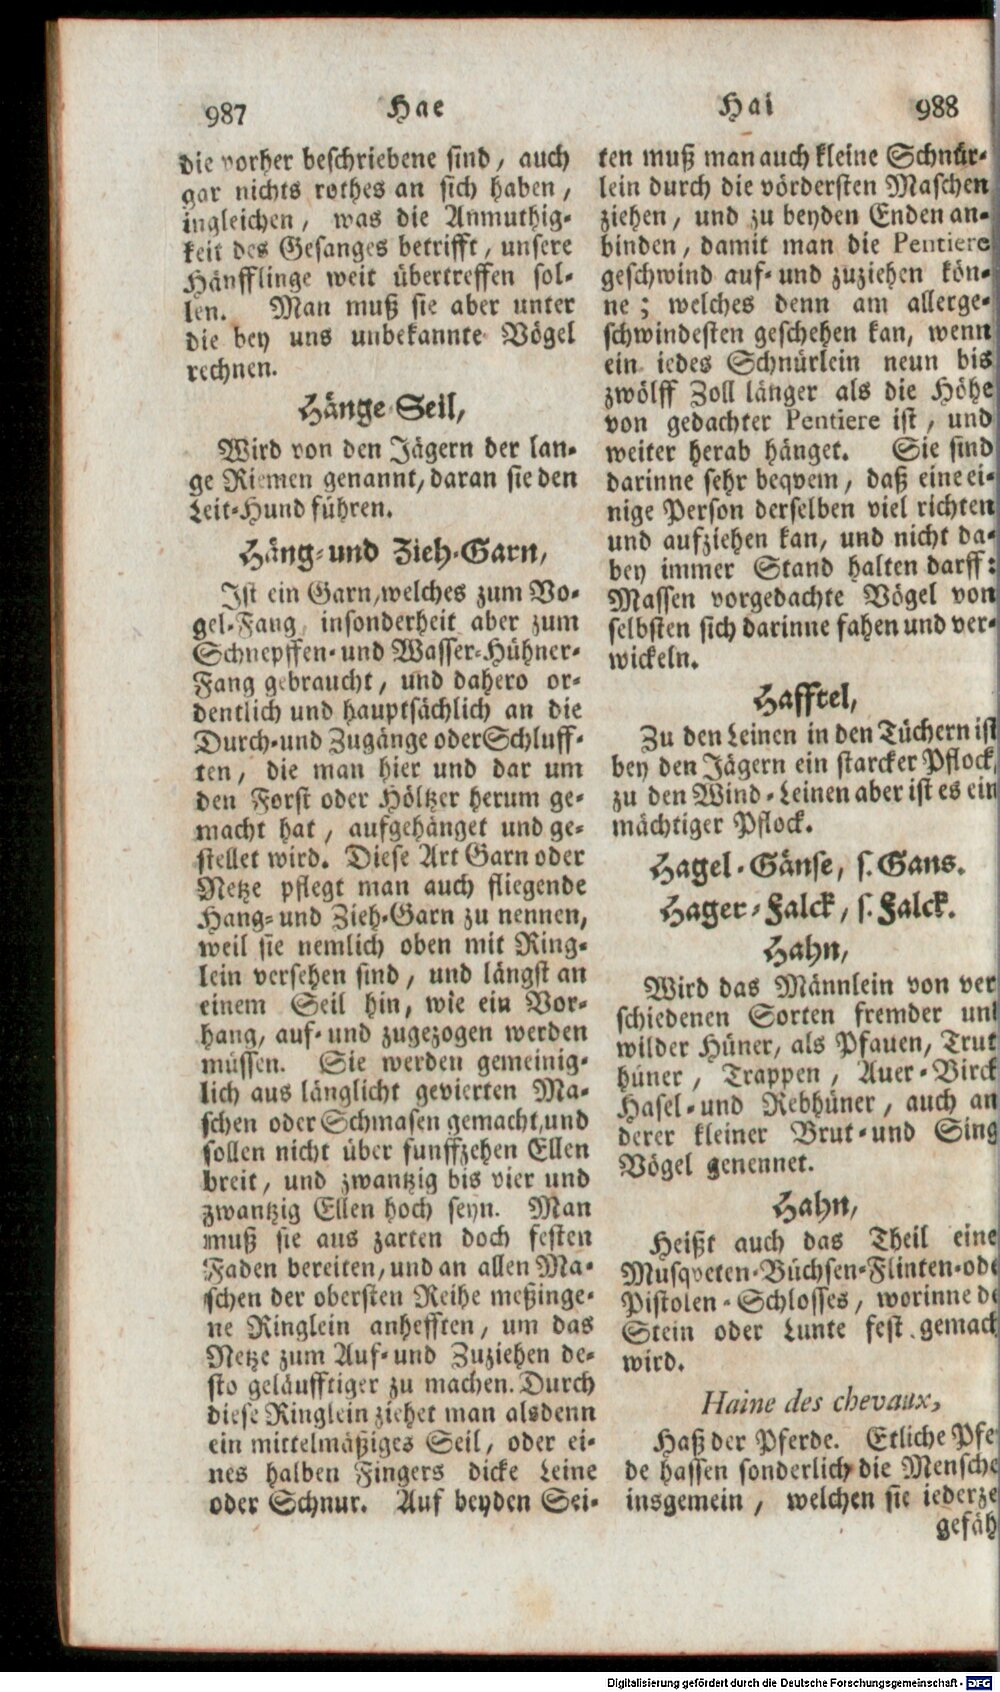 987 Hae
die vorher beschriebene sind, auch
gar nichts rothes an sich haben,
ingleichen, was die Anmuthig-
keit des Gesanges betrifft, unsere
Hänfflinge weit übertreffen sol-
len. Man muß sie aber unter
die bey uns unbekannte Vögel
rechnen.
Hänge Seil,
Wird von den Jägern der lan-
ge Riemen genannt, daran sie den
Leit-Hund führen.
Häng- und Zieh-Garn,
Ist ein Garn, welches zum Vo-
gel-Fang, insonderheit aber zum
Schnepffen- und Wasser-Hühner-
Fang gebraucht, und dahero or-
dentlich und hauptsächlich an die
Durch- und Zugänge oder Schluff-
ten, die man hier und dar um
den Forst oder Höltzer herum ge-
macht hat, aufgehänget und ge-
stellet wird. Diese Art Garn oder
Netze pflegt man auch fliegende
Hang- und Zieh-Garn zu nennen,
weil sie nemlich oben mit Ring-
lein versehen sind, und längst an
einem Seil hin, wie ein Vor-
hang, auf- und zugezogen werden
müssen. Sie werden gemeinig-
lich aus länglicht gevierten Ma-
schen oder Schmasen gemacht, und
sollen nicht über funffzehen Ellen
breit, und zwantzig bis vier und
zwantzig Ellen hoch seyn. Man
muß sie aus zarten doch festen
Faden bereiten, und an allen Ma-
schen der obersten Reihe meßinge-
ne Ringlein anhefften, um das
Netze zum Auf- und Zuziehen de-
sto geläufftiger zu machen. Durch
diese Ringlein ziehet man alsdenn
ein mittelmäßiges Seil, oder ei-
nes halben Fingers dicke Leine
oder Schnur. Auf beyden Sei-
Hai 988
ten muß man auch kleine Schnür-
lein durch die vördersten Maschen
ziehen, und zu beyden Enden an-
binden, damit man die Pentiere
geschwind auf- und zuziehen kön-
ne; welches denn am allerge-
schwindesten geschehen kan, wenn
ein iedes Schnürlein neun bis
zwölff Zoll länger als die Höhe
von gedachter Pentiere ist, und
weiter herab hänget. Sie sind
darinne sehr beqvem, daß eine ei-
nige Person derselben viel richten
und aufziehen kan, und nicht da-
bey immer Stand halten darff:
Massen vorgedachte Vögel von
selbsten sich darinne fahen und ver-
wickeln.
Hafftel,
Zu den Leinen in den Tüchern ist
bey den Jägern ein starcker Pflock,
zu den Wind-Leinen aber ist es ein
mächtiger Pflock.
Hagel-Gänse, s. Gans.
Hager-Falck, s. Falck.
Hahn,
Wird das Männlein von ver
schiedenen Sorten fremder und
wilder Hüner, als Pfauen, Trut
hüner, Trappen, Auer-Birck
Hasel- und Rebhüner, auch an
derer kleiner Brut- und Sing
Vögel genennet.
Hahn,
Heißt auch das Theil eine
Musqveten-Büchsen-Flinten-ode
Pistolen-Schlosses, worinne de
Stein oder Lunte fest gemach
wird.
Haine des chevaux,
Haß der Pferde. Etliche Pfe
de hassen sonderlich die Mensche
insgemein, welchen sie iederze
gefäh
Digitalisierung gefördert durch die Deutsche Forschungsgemeinschaft - DFG